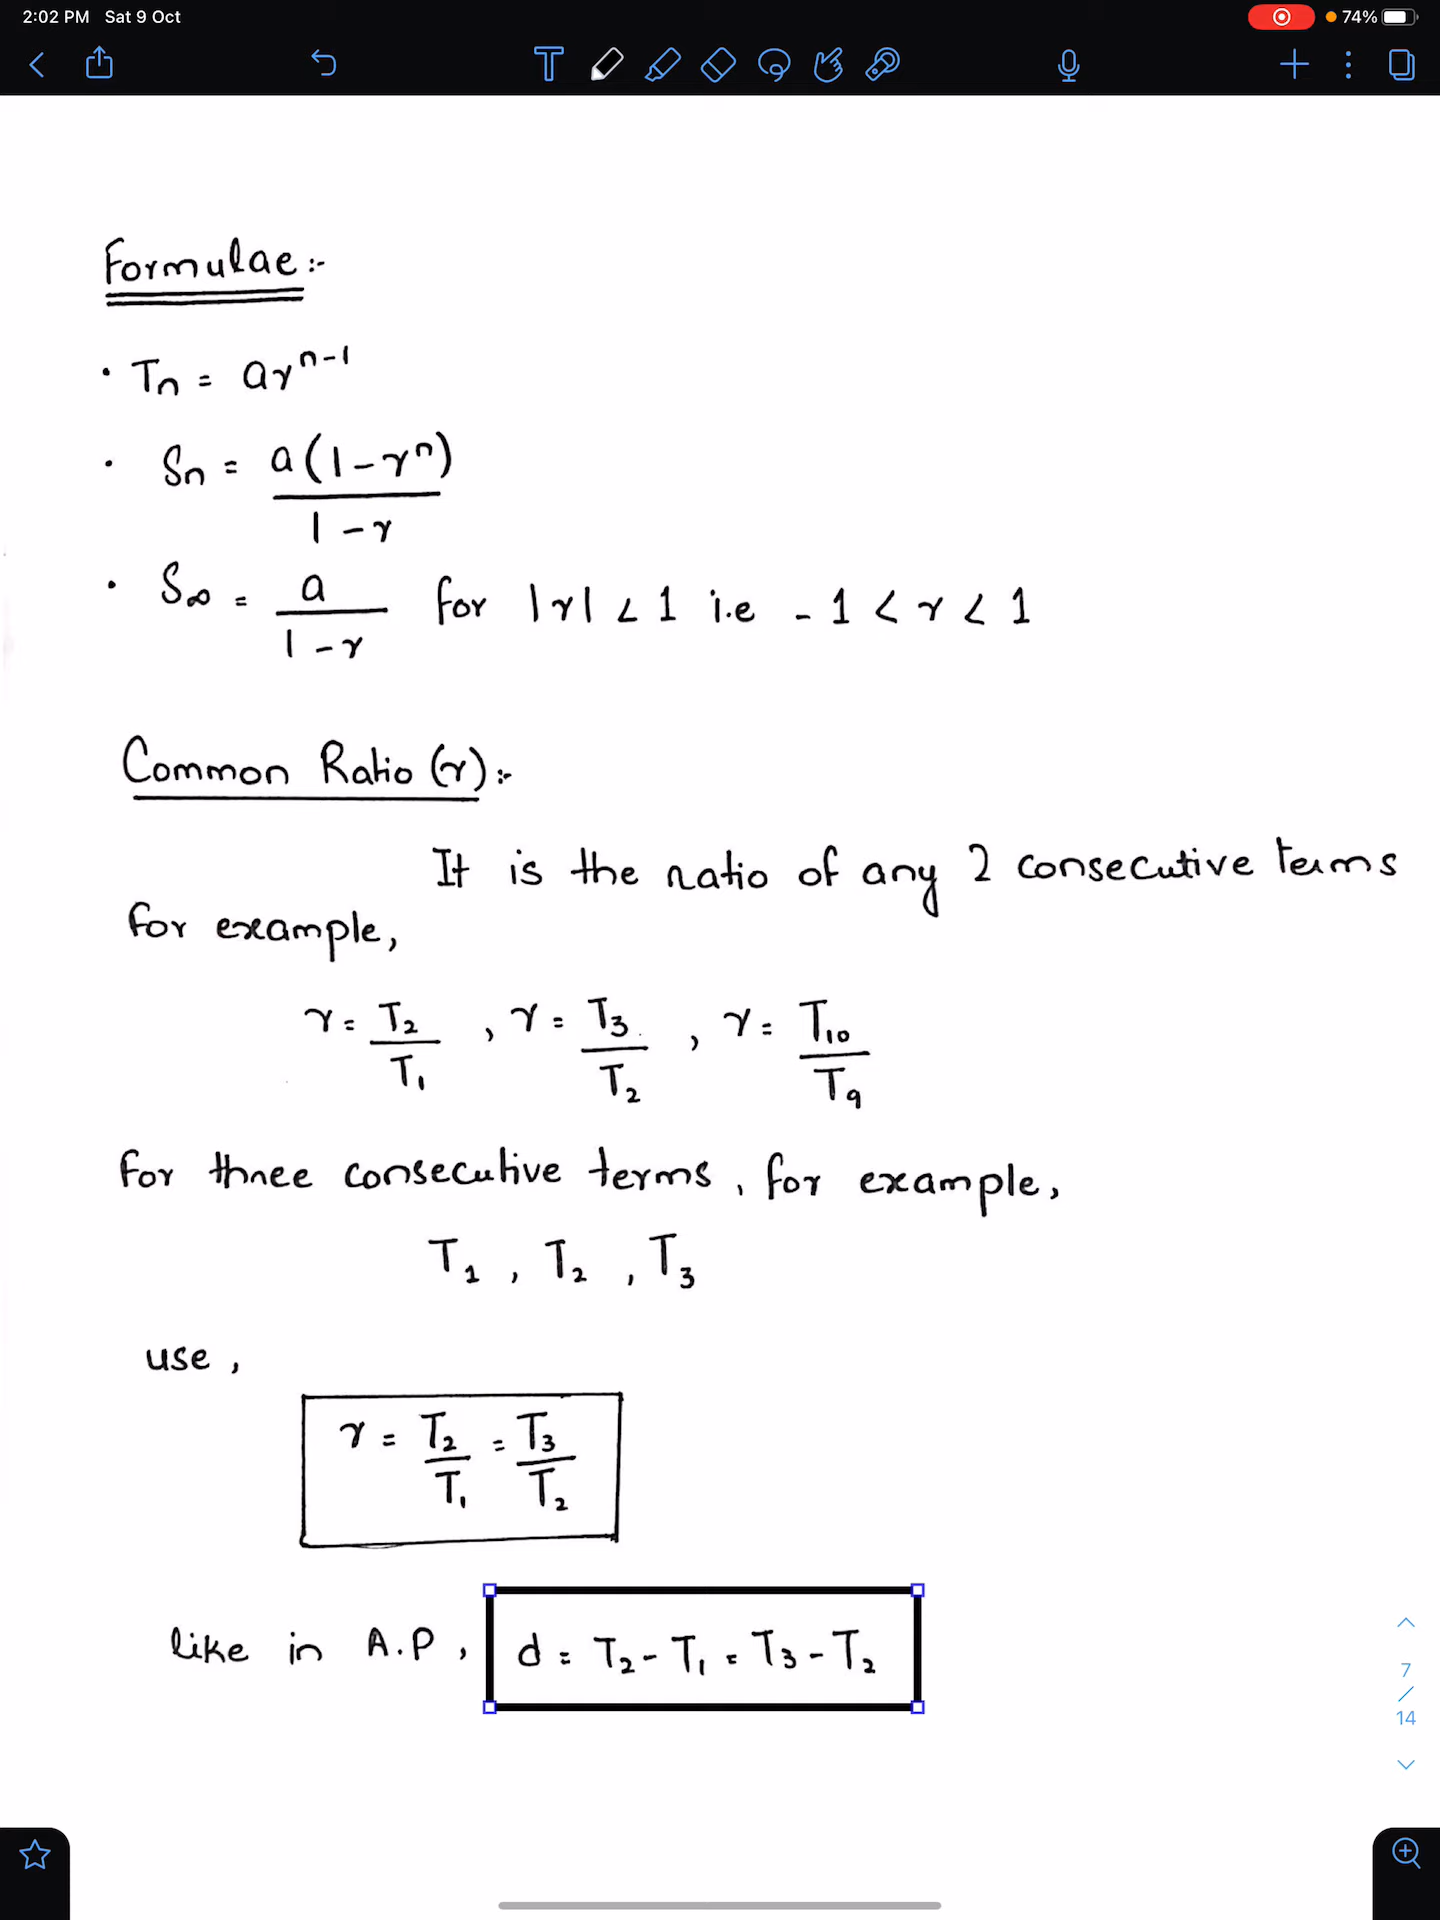 2:02 PM Sat 9 Oct 74%
T
Formulae :-
• Tn = ar^n-1
• Sn = a(1-r^n) / 1-r
• S∞ = a / 1-r for |r| < 1 i.e -1 < r < 1
Common Ratio (r) :-
It is the ratio of any 2 consecutive terms
for example,
r = T2/T1 , r = T3/T2 , r = T10/T9
for three consecutive terms, for example,
T1 , T2 , T3
use ,
r = T2/T1 = T3/T2
like in A.P , d = T2 - T1 = T3 - T2
7
/
14